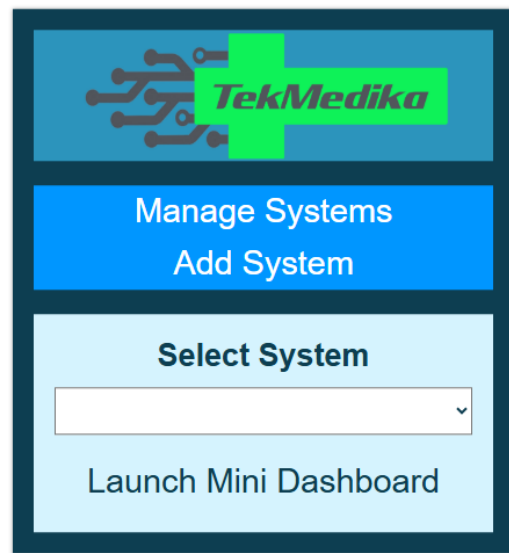 TekMedika
Manage Systems
Add System
Select System
Launch Mini Dashboard